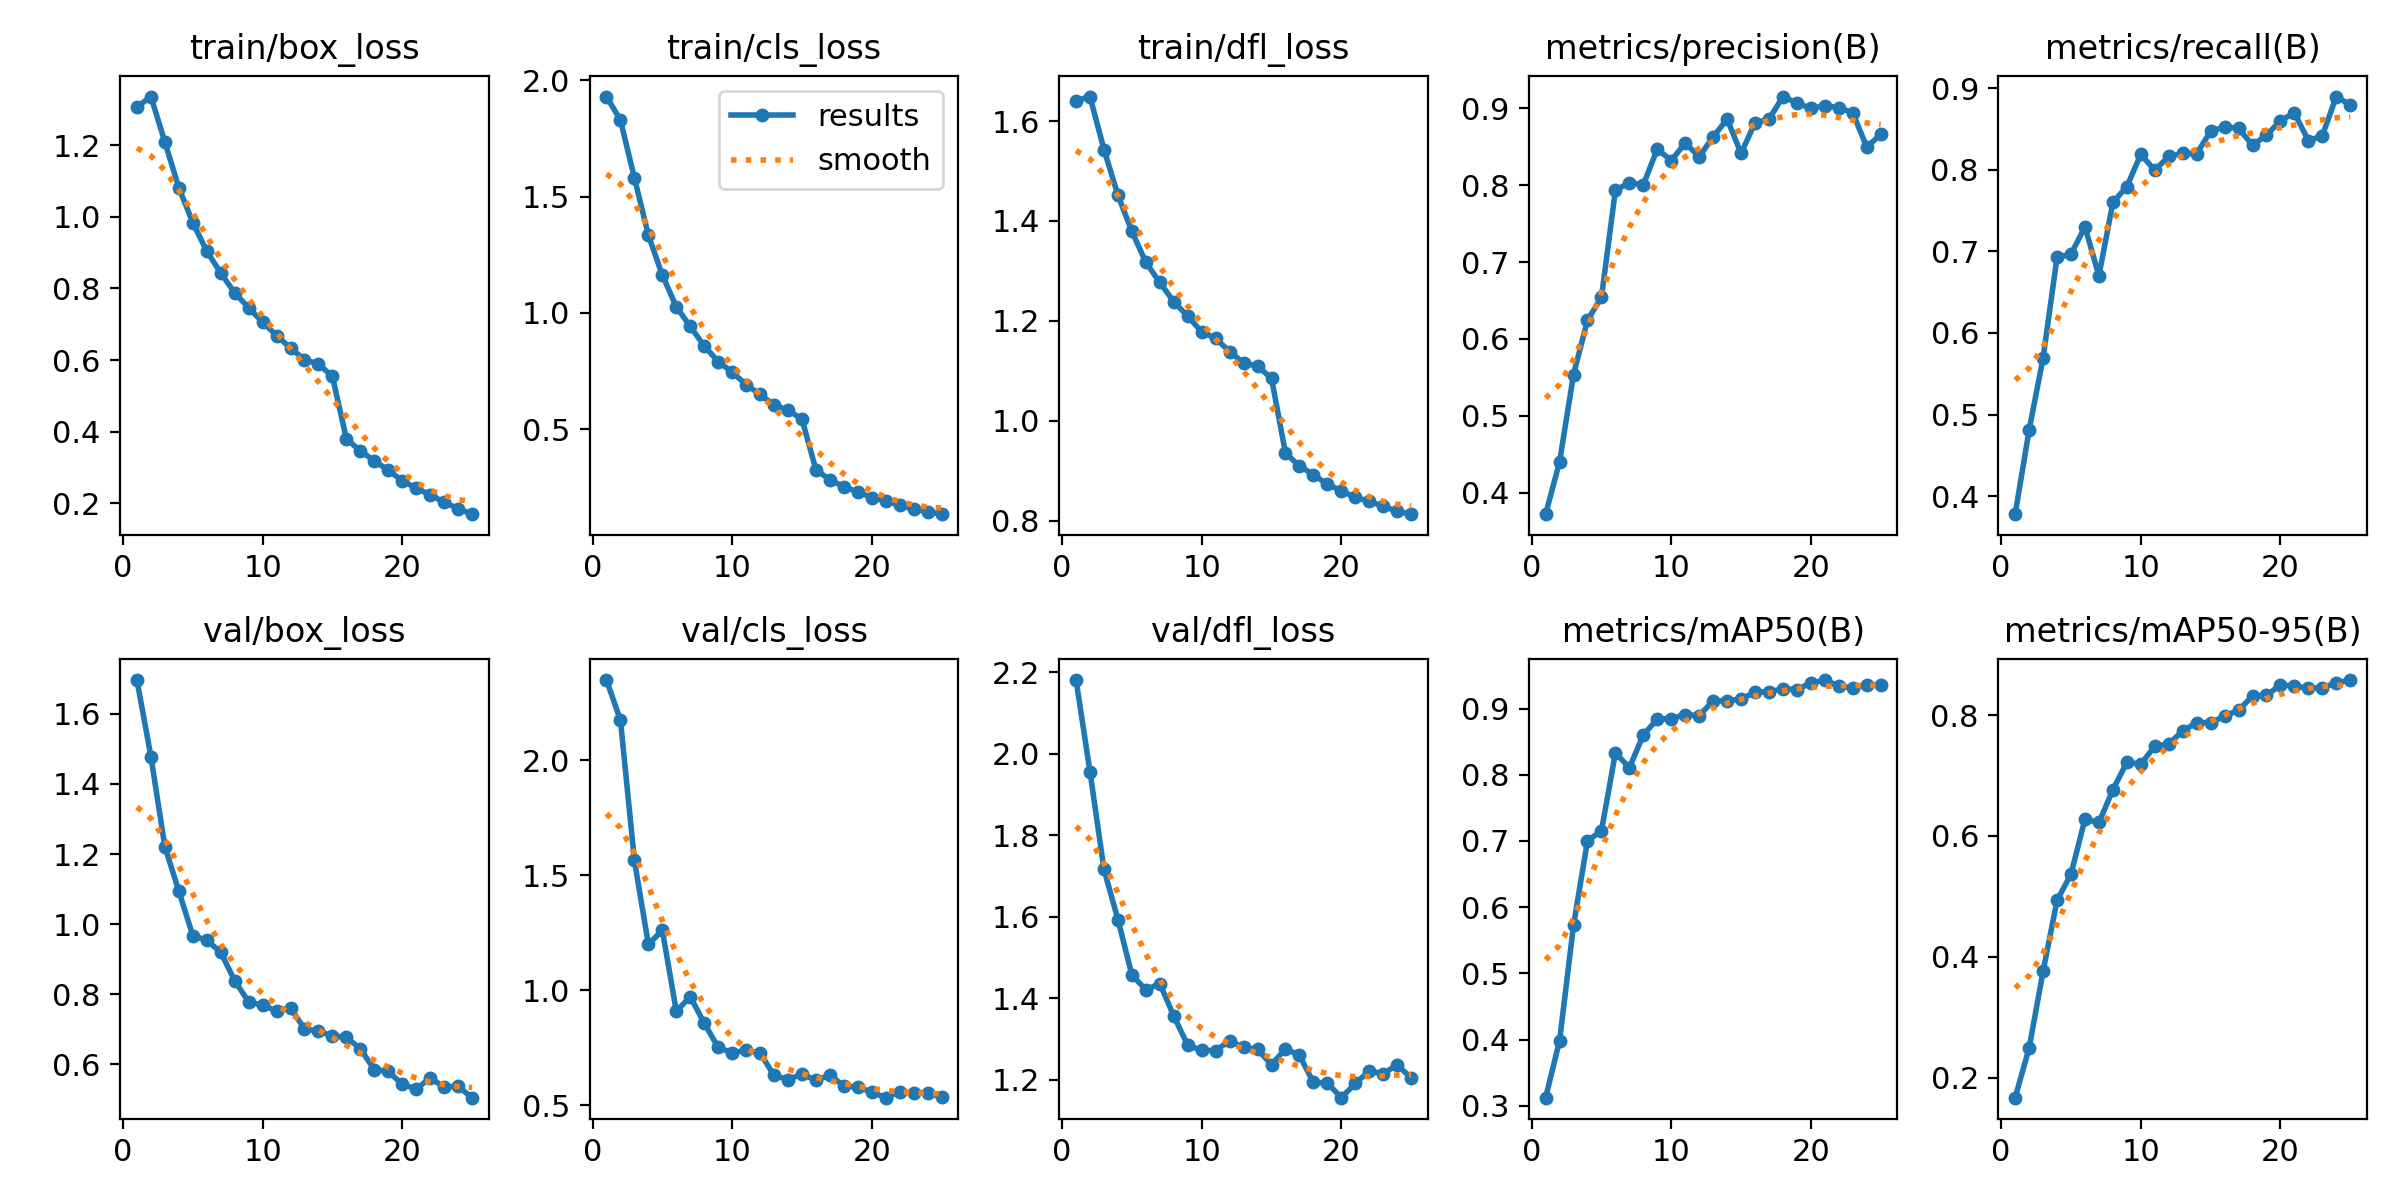 train/box_loss
1.2
1.0
0.8
0.6
0.4
0.2
0 10 20
train/cls_loss
results
smooth
2.0
1.5
1.0
0.5
0 10 20
train/dfl_loss
1.6
1.4
1.2
1.0
0.8
0 10 20
metrics/precision(B)
0.9
0.8
0.7
0.6
0.5
0.4
0 10 20
metrics/recall(B)
0.9
0.8
0.7
0.6
0.5
0.4
0 10 20
val/box_loss
1.6
1.4
1.2
1.0
0.8
0.6
0 10 20
val/cls_loss
2.0
1.5
1.0
0.5
0 10 20
val/dfl_loss
2.2
2.0
1.8
1.6
1.4
1.2
0 10 20
metrics/mAP50(B)
0.9
0.8
0.7
0.6
0.5
0.4
0.3
0 10 20
metrics/mAP50-95(B)
0.8
0.6
0.4
0.2
0 10 20